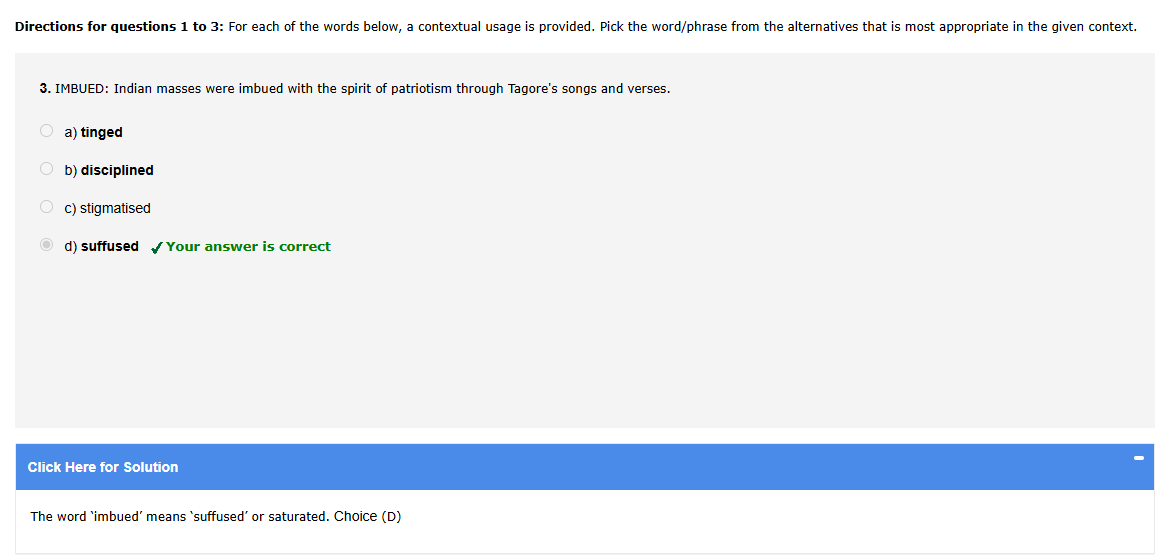 Directions for questions 1 to 3: For each of the words below, a contextual usage is provided. Pick the word/phrase from the alternatives that is most appropriate in the given context.
3. IMBUED: Indian masses were imbued with the spirit of patriotism through Tagore's songs and verses.
a) tinged
b) disciplined
c) stigmatised
d) suffused ✓Your answer is correct
Click Here for Solution
The word ‘imbued’ means ‘suffused’ or saturated. Choice (D)